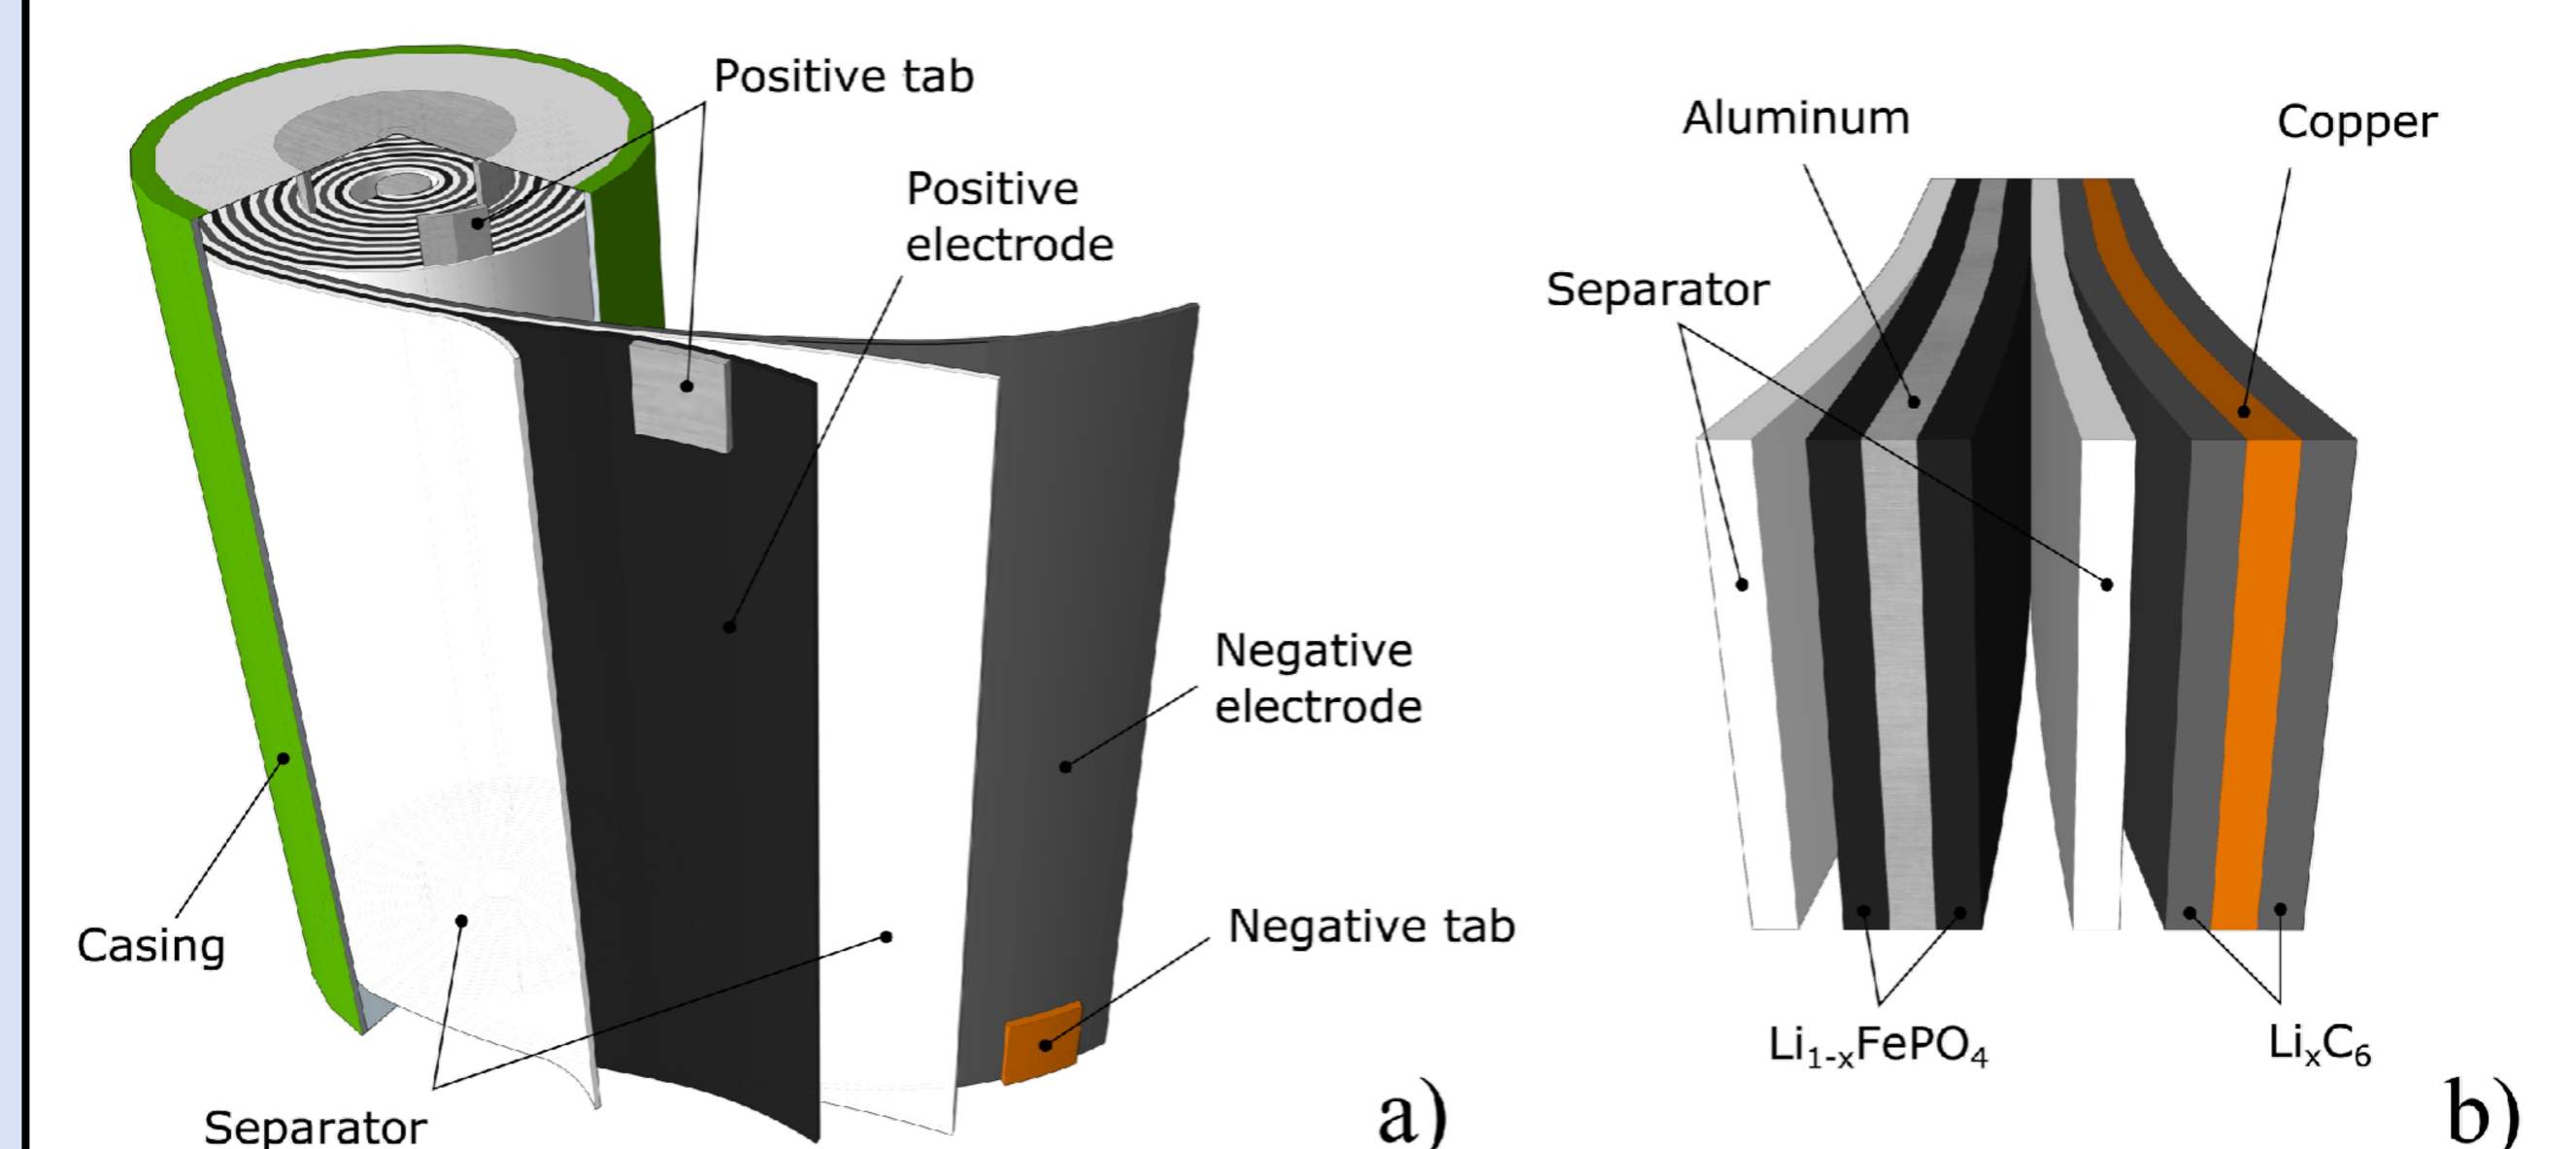 Positive tab
Positive
electrode
Negative
electrode
Negative tab
Casing
Separator
a)
Aluminum
Copper
Separator
Li₁₋ₓFePO₄
LiₓC₆
b)